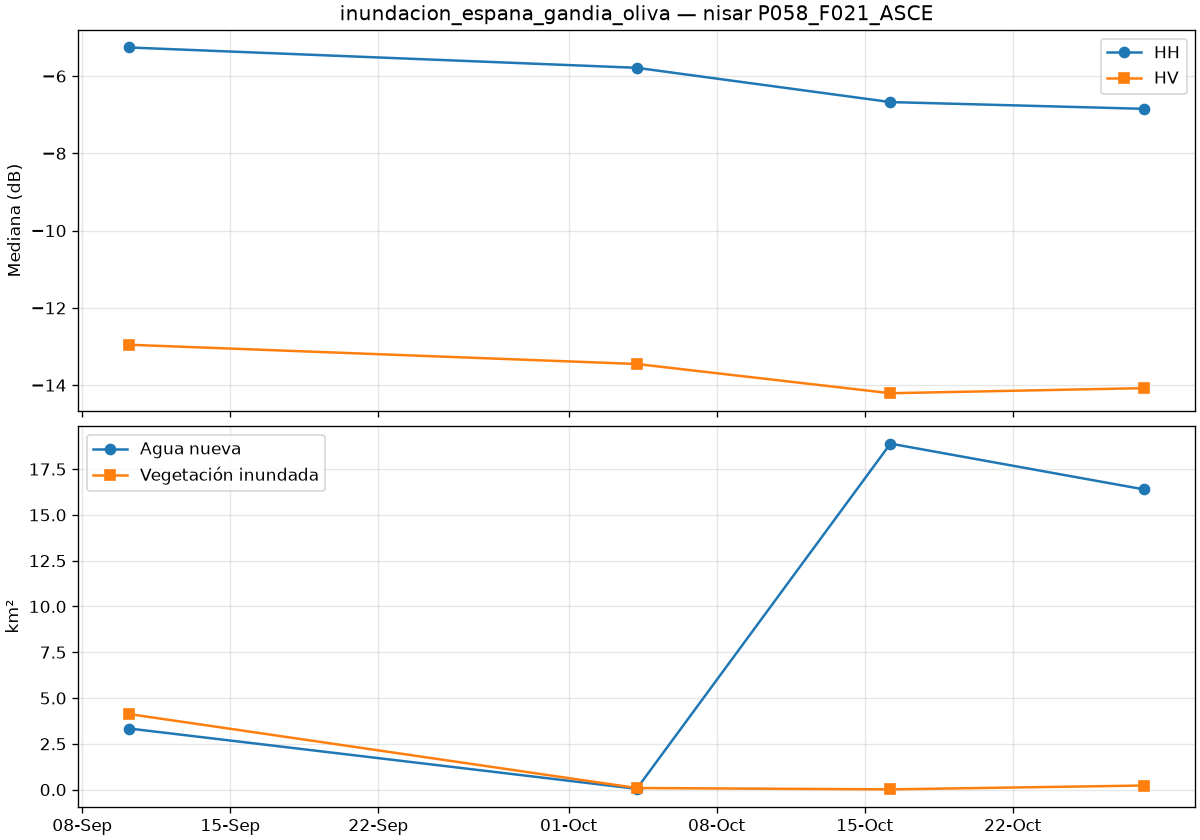 inundacion_espana_gandia_oliva — nisar P058_F021_ASCE
HH
HV
Mediana (dB)
−6
−8
−10
−12
−14
Agua nueva
Vegetación inundada
km²
17.5
15.0
12.5
10.0
7.5
5.0
2.5
0.0
08-Sep 15-Sep 22-Sep 01-Oct 08-Oct 15-Oct 22-Oct